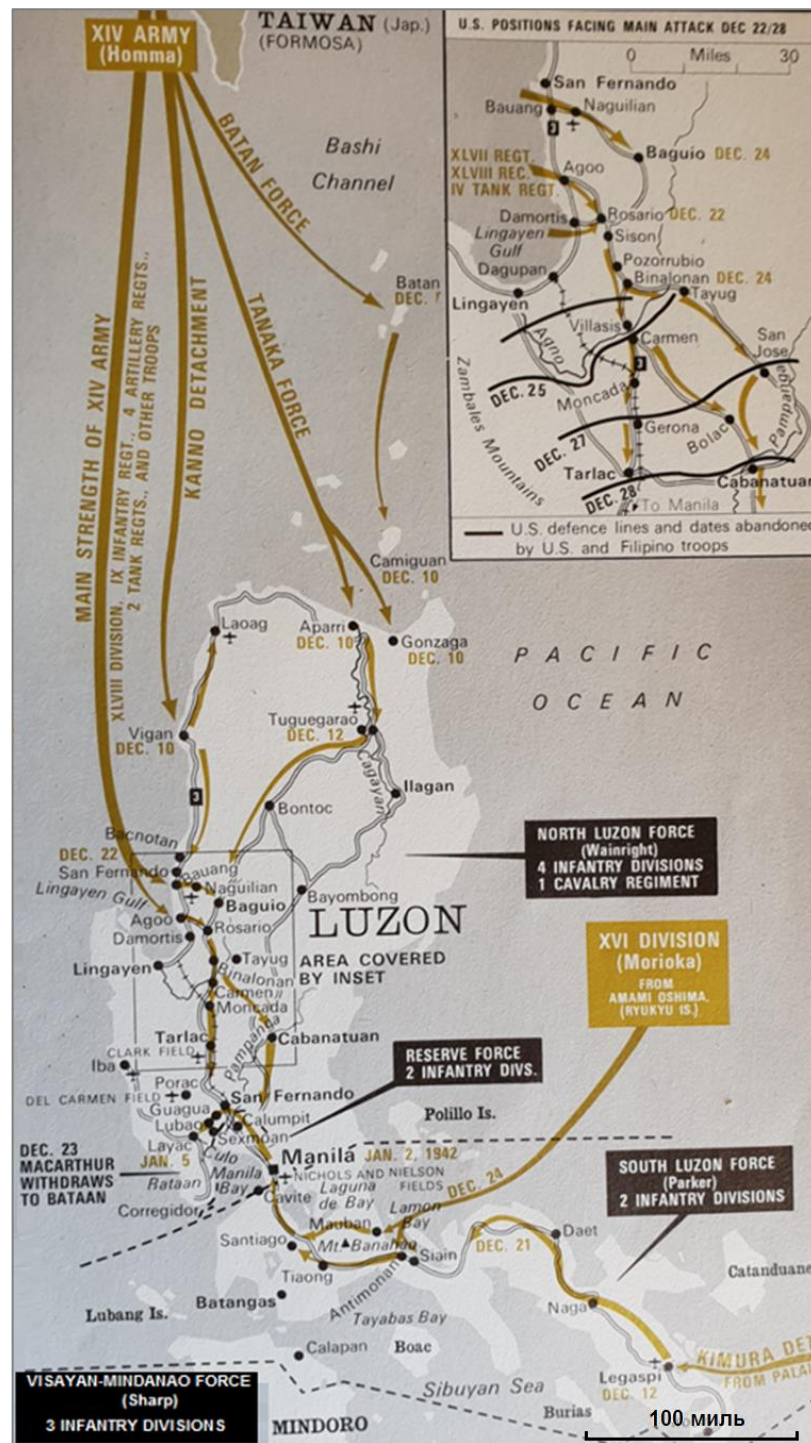 XIV ARMY
(Homma)
TAIWAN (Jap.)
(FORMOSA)
Bashi
Channel
BATAN FORCE
Batan
DEC.
TANAKA FORCE
KANNO DETACHMENT
MAIN STRENGTH OF XIV ARMY
XLVIII DIVISION, IX INFANTRY REGT., 4 ARTILLERY REGTS.,
2 TANK REGTS., AND OTHER TROOPS
U.S. POSITIONS FACING MAIN ATTACK DEC 22/28
0 Miles 30
San Fernando
Bauang
Naguilian
3
Baguio DEC. 24
XLVII REGT.
XLVIII REC.
IV TANK REGT.
Agoo
Damortis
Rosario DEC. 22
Lingayen
Gulf
Sison
Dagupan
Pozorrubio
Binalonan DEC. 24
Tayug
Lingayen
Villasis
Carmen
San
Jose
Agno
3
DEC. 25
Moncada
Pampanga
Zambales Mountains
Gerona
Bolac
DEC. 27
Tarlac
Cabanatuan
DEC. 28
To Manila
U.S. defence lines and dates abandoned
by U.S. and Filipino troops
Camiguan
DEC. 10
Laoag
Aparri
DEC. 10
Gonzaga
DEC. 10
PACIFIC
OCEAN
Vigan
DEC. 10
Tuguegarao
DEC. 12
Cagayan
Ilagan
3
Bontoc
Bacnotan
DEC. 22
San Fernando
Bauang
Naguilian
Lingayen Gulf
Baguio
Bayombong
NORTH LUZON FORCE
(Wainright)
4 INFANTRY DIVISIONS
1 CAVALRY REGIMENT
LUZON
Agoo
Rosario
Damortis
Tayug
AREA COVERED
BY INSET
Lingayen
Binalonan
Carmen
Moncada
XVI DIVISION
(Morioka)
FROM
AMAMI OSHIMA,
(RYUKYU IS.)
Pampanga
Tarlac
Cabanatuan
CLARK FIELD
Iba
RESERVE FORCE
2 INFANTRY DIVS.
Porac
DEL CARMEN FIELD
San Fernando
Guagua
Calumpit
Lubao
Sexmoan
Polillo Is.
Layac
JAN. 5
Culo
Manila
JAN. 2, 1942
DEC. 23
MACARTHUR
WITHDRAWS
TO BATAAN
Bataan
Manila
Bay
NICHOLS AND NIELSON
FIELDS
Cavite
Laguna
de Bay
DEC. 24
SOUTH LUZON FORCE
(Parker)
2 INFANTRY DIVISIONS
Corregidor
Lamon
Bay
Mauban
Santiago
Mt. Banahao
Siain
DEC. 21
Daet
Tiaong
Antimonan
Catanduane
Batangas
Tayabas Bay
Naga
Lubang Is.
Calapan
Boac
Legaspi
DEC. 12
KIMURA DET
FROM PALA
Sibuyan Sea
Burias
VISAYAN-MINDANAO FORCE
(Sharp)
3 INFANTRY DIVISIONS
MINDORO
100 миль